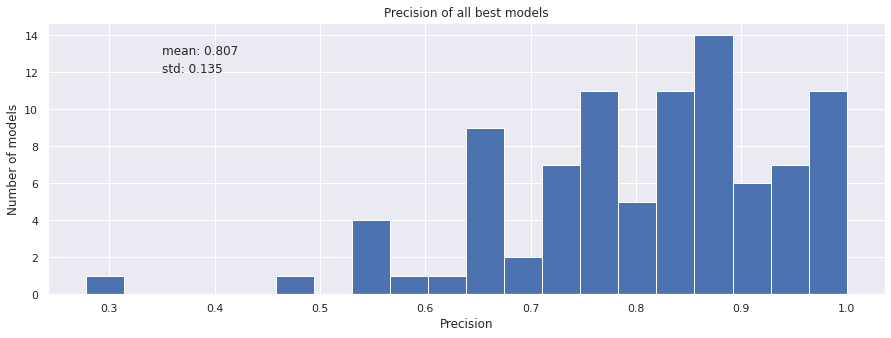 Precision of all best models
mean: 0.807
std: 0.135
Number of models
14
12
10
8
6
4
2
0
0.3 0.4 0.5 0.6 0.7 0.8 0.9 1.0
Precision